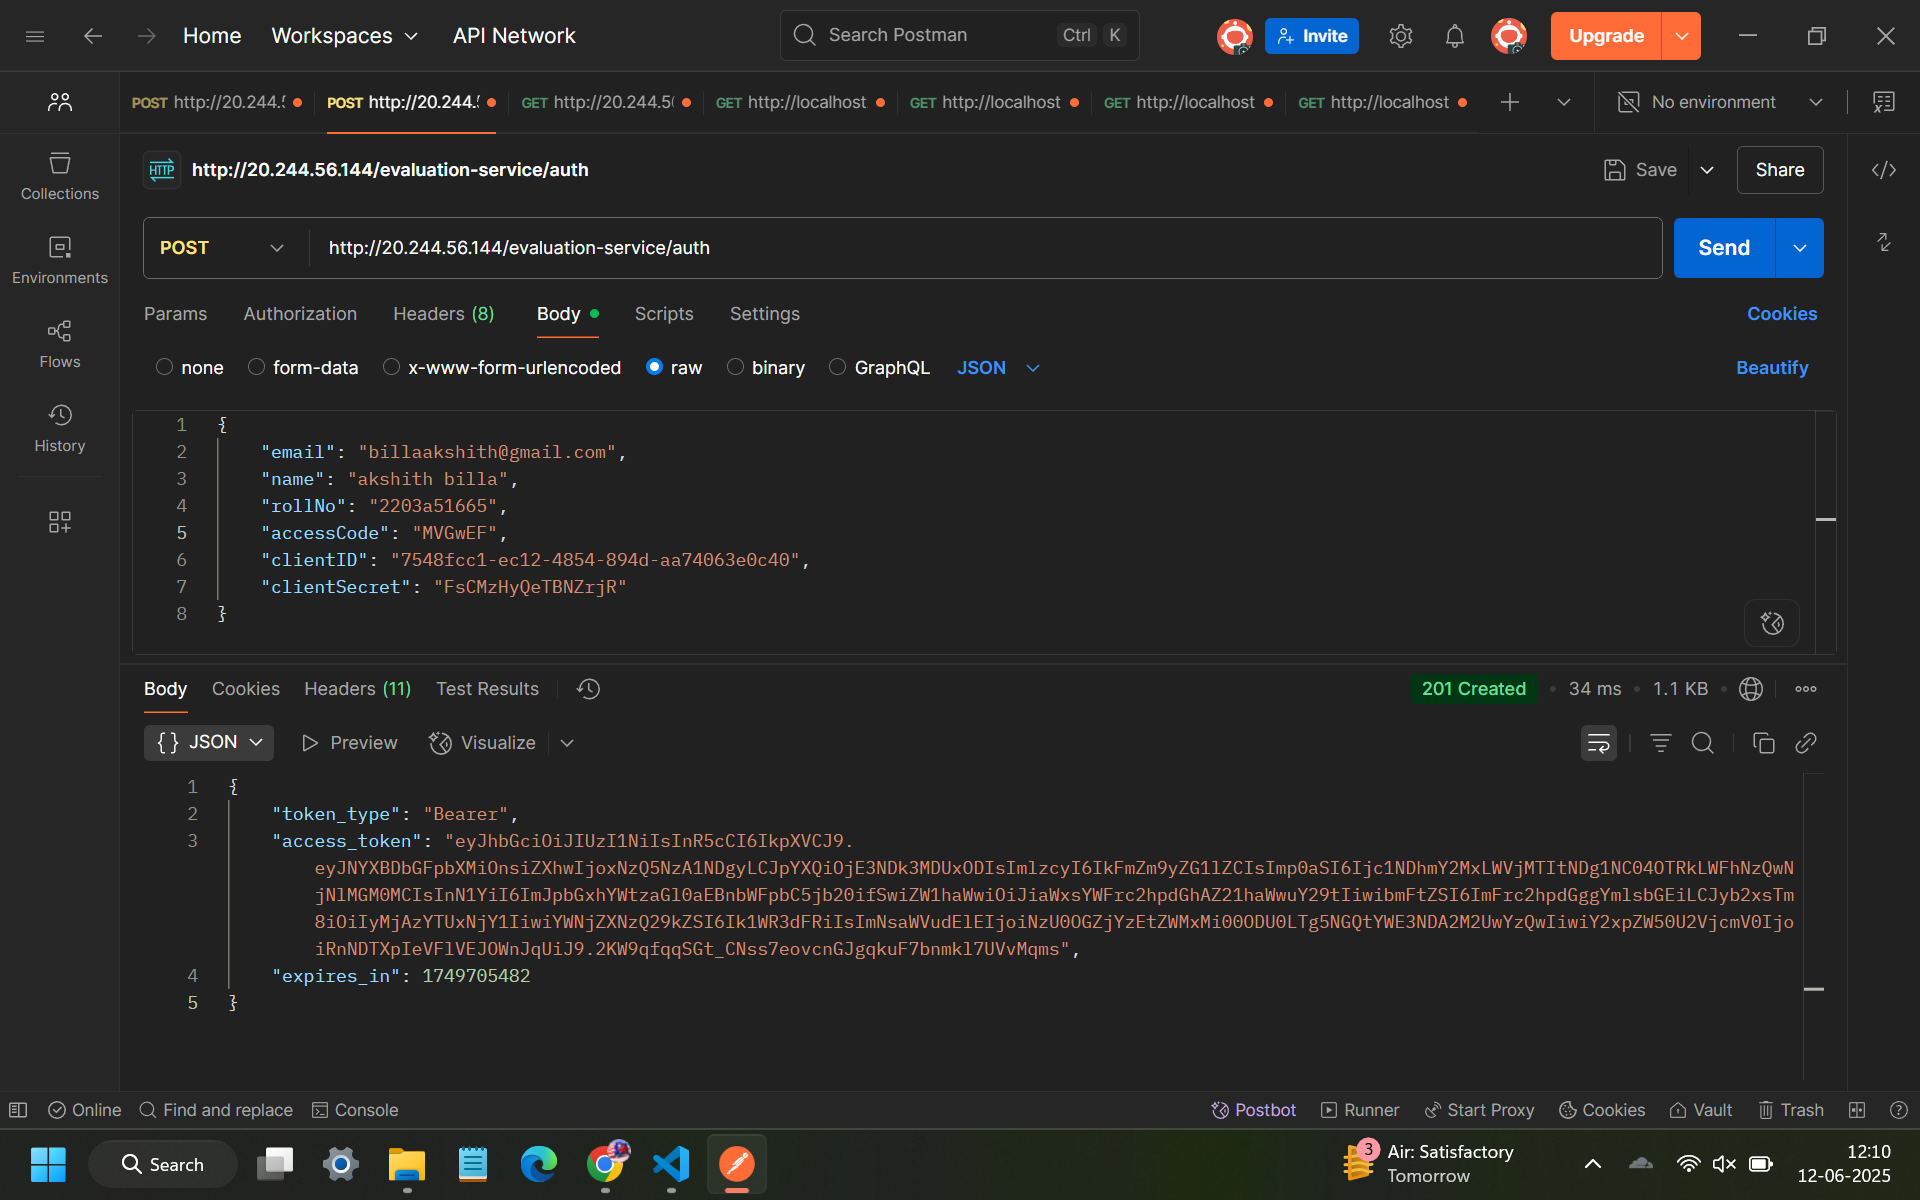 Home Workspaces API Network Search Postman Ctrl K Invite Upgrade
POST http://20.244.5 POST http://20.244.5 GET http://20.244.5 GET http://localhost GET http://localhost GET http://localhost GET http://localhost No environment
HTTP http://20.244.56.144/evaluation-service/auth Save Share
POST http://20.244.56.144/evaluation-service/auth Send
Params Authorization Headers (8) Body Scripts Settings Cookies
none form-data x-www-form-urlencoded raw binary GraphQL JSON Beautify
Collections
Environments
Flows
History
1 {
2 "email": "billaakshith@gmail.com",
3 "name": "akshith billa",
4 "rollNo": "2203a51665",
5 "accessCode": "MVGwEF",
6 "clientID": "7548fcc1-ec12-4854-894d-aa74063e0c40",
7 "clientSecret": "FsCMzHyQeTBNZrjR"
8 }
Body Cookies Headers (11) Test Results 201 Created 34 ms 1.1 KB
{} JSON Preview Visualize
1 {
2 "token_type": "Bearer",
3 "access_token": "eyJhbGciOiJIUzI1NiIsInR5cCI6IkpXVCJ9.
eyJNYXBDbGFpbXMiOnsiZXhwIjoxNzQ5NzA1NDgyLCJpYXQiOjE3NDk3MDUxODIsImlzcyI6IkFmZm9yZG1lZCIsImp0aSI6Ijc1NDhmY2MxLWVjMTItNDg1NC04OTRkLWFhNzQwN
jNlMGM0MCIsInN1YiI6ImJpbGxhYWtzaGl0aEBnbWFpbC5jb20ifSwiZW1haWwiOiJiaWxsYWFrc2hpdGhAZ21haWwuY29tIiwibmFtZSI6ImFrc2hpdGggYmlsbGEiLCJyb2xsTm
8iOiIyMjAzYTUxNjY1IiwiYWNjZXNzQ29kZSI6Ik1WR3dFRiIsImNsaWVudElEIjoiNzU0OGZjYzEtZWMxMi00ODU0LTg5NGQtYWE3NDA2M2UwYzQwIiwiY2xpZW50U2VjcmV0Ijo
iRnNDTXpIeVFlVEJOWnJqUiJ9.2KW9qfqqSGt_CNss7eovcnGJgqkuF7bnmkl7UVvMqms",
4 "expires_in": 1749705482
5 }
Online Find and replace Console Postbot Runner Start Proxy Cookies Vault Trash
Search 3 Air: Satisfactory 12:10
Tomorrow 12-06-2025